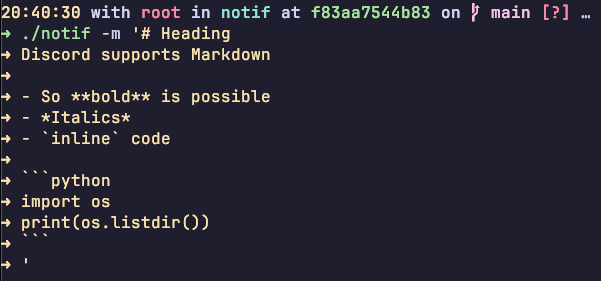 20:40:30 with root in notif at f83aa7544b83 on  main [?] …
➜ ./notif -m '# Heading
➜ Discord supports Markdown
➜
➜ - So **bold** is possible
➜ - *Italics*
➜ - `inline` code
➜
➜ ```python
➜ import os
➜ print(os.listdir())
➜ ```
➜ '